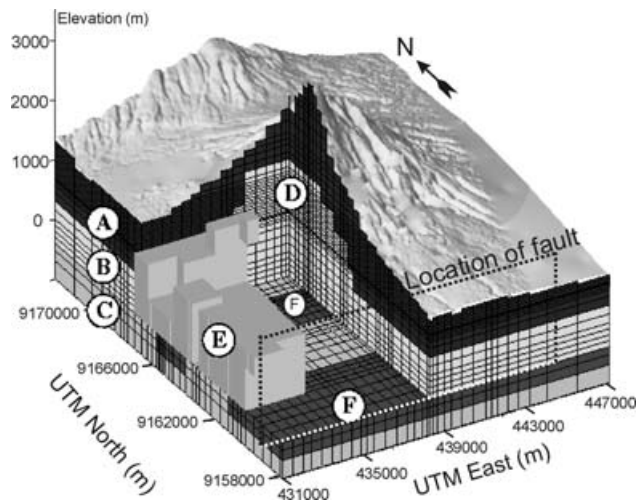 Elevation (m)
3000
2000
1000
0
N
A
B
C
D
E
F
F
Location of fault
9170000
9166000
9162000
9158000
UTM North (m)
431000
435000
439000
443000
447000
UTM East (m)